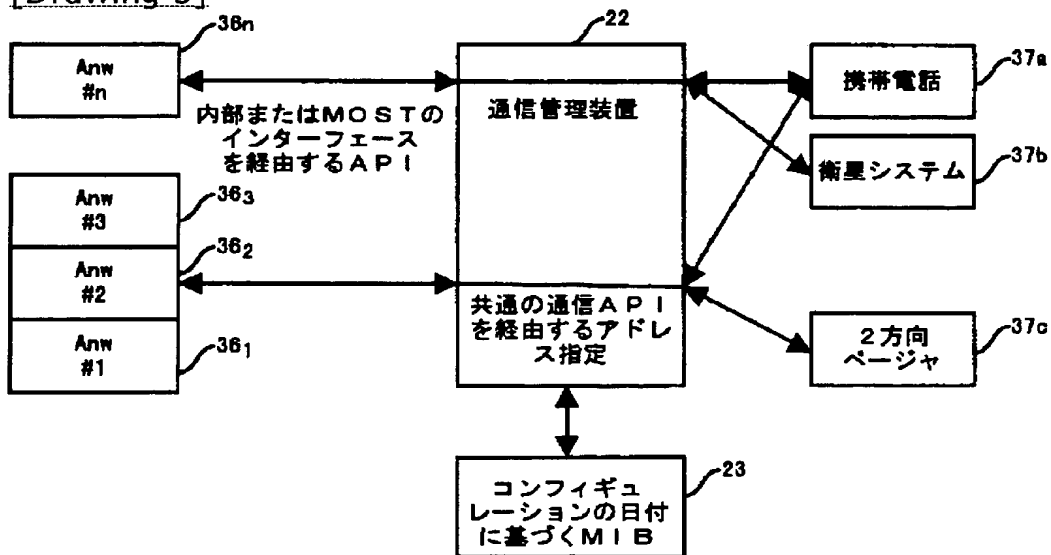 [Drawing 5]
36n
22
37a
Anw
#n
携帯電話
内部またはMOSTの
インターフェース
を経由するAPI
通信管理装置
37b
衛星システム
36₃
Anw
#3
36₂
Anw
#2
共通の通信API
を経由するアドレ
ス指定
36₁
Anw
#1
37c
2方向
ページャ
23
コンフィギュ
レーションの日付
に基づくMIB